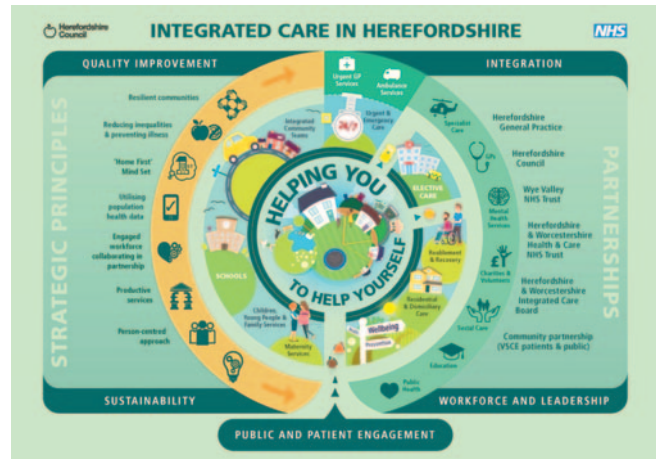 Herefordshire
Council
INTEGRATED CARE IN HEREFORDSHIRE
NHS
QUALITY IMPROVEMENT
INTEGRATION
STRATEGIC PRINCIPLES
Resilient communities
Reducing inequalities
& preventing illness
'Home First'
Mind Set
Utilising
population
health data
Engaged
workforce
collaborating in
partnership
Productive
services
Person-centred
approach
Urgent GP
Services
Ambulance
Services
Integrated
Community
Teams
Urgent &
Emergency
Care
24/7
ELECTIVE
CARE
Reablement
& Recovery
Residential
& Domiciliary
Care
Wellbeing
Prevention
Maternity
Services
Children,
Young People &
Family Services
SCHOOLS
HELPING YOU
TO HELP YOURSELF
Specialist
Care
GPs
Mental
Health
Services
Charities &
Volunteers
Social Care
Education
Public
Health
Herefordshire
General Practice
Herefordshire
Council
Wye Valley
NHS Trust
Herefordshire
& Worcestershire
Health & Care
NHS Trust
Herefordshire
& Worcestershire
Integrated Care
Board
Community partnership
(VSCE patients & public)
PARTNERSHIPS
SUSTAINABILITY
WORKFORCE AND LEADERSHIP
PUBLIC AND PATIENT ENGAGEMENT